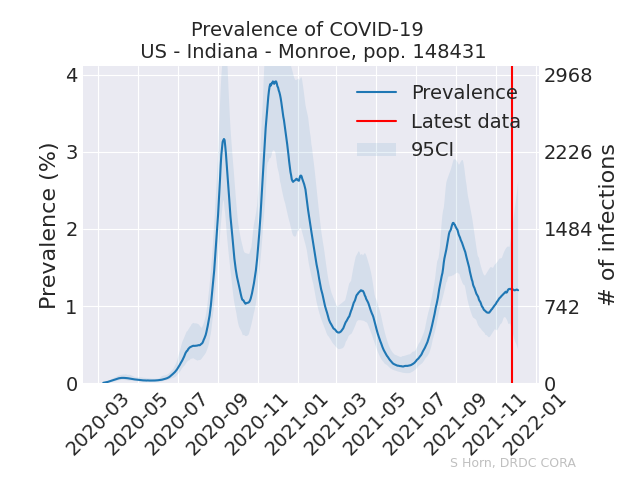 Prevalence of COVID-19
US - Indiana - Monroe, pop. 148431
Prevalence (%)
4
3
2
1
0
Prevalence
Latest data
95CI
2968
2226
1484
742
0
# of infections
2020-03
2020-05
2020-07
2020-09
2020-11
2021-01
2021-03
2021-05
2021-07
2021-09
2021-11
2022-01
S Horn, DRDC CORA